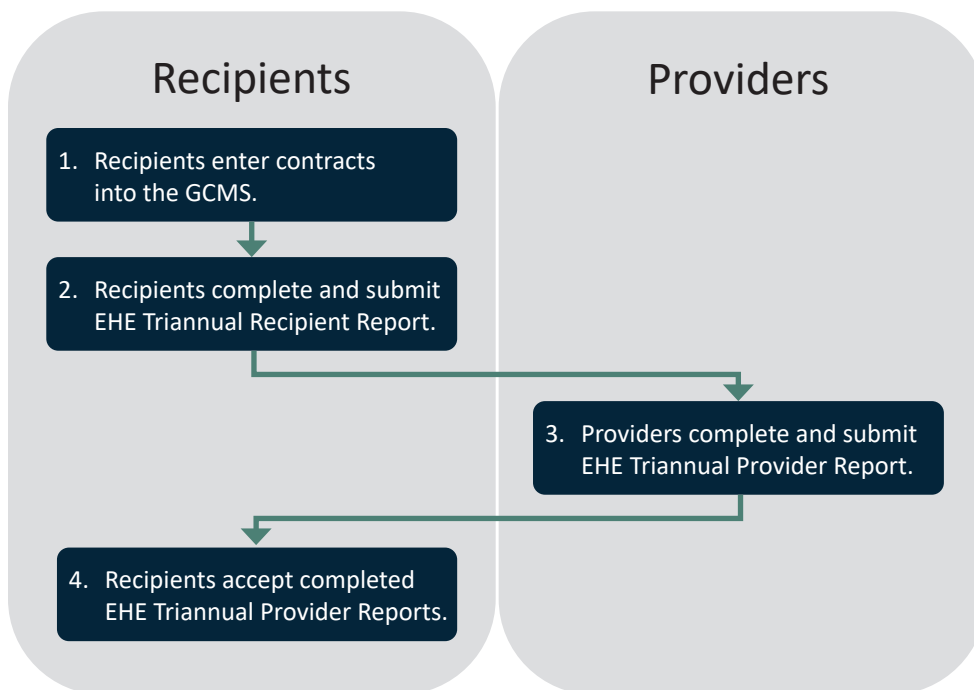 Recipients
Providers
1. Recipients enter contracts
into the GCMS.
2. Recipients complete and submit
EHE Triannual Recipient Report.
3. Providers complete and submit
EHE Triannual Provider Report.
4. Recipients accept completed
EHE Triannual Provider Reports.